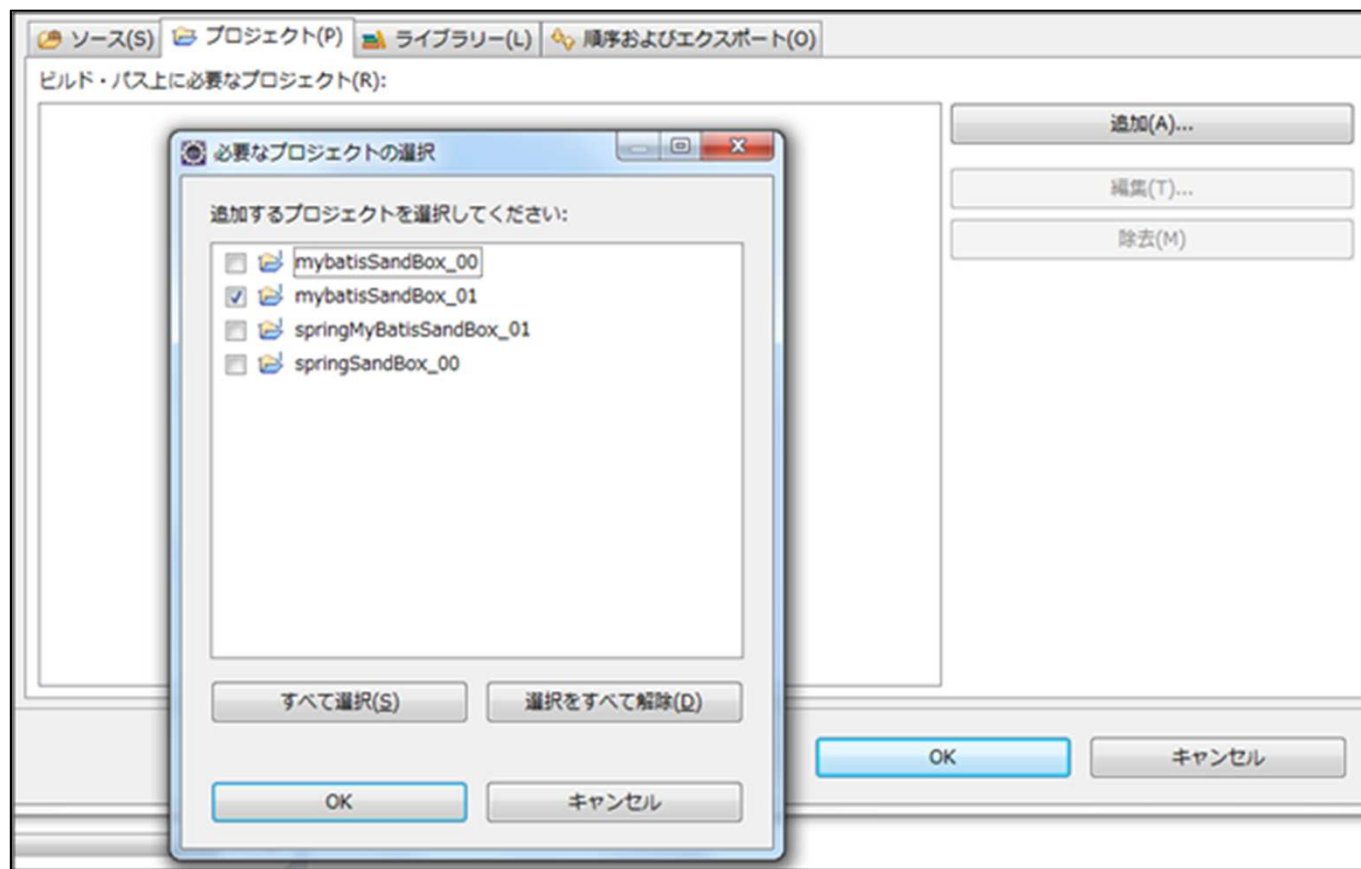 ソース(S) プロジェクト(P) ライブラリー(L) 順序およびエクスポート(O)
ビルド・パス上に必要なプロジェクト(R):
追加(A)...
編集(T)...
除去(M)
必要なプロジェクトの選択
追加するプロジェクトを選択してください:
mybatisSandBox_00
mybatisSandBox_01
springMyBatisSandBox_01
springSandBox_00
すべて選択(S) 選択をすべて解除(D)
OK キャンセル
OK キャンセル